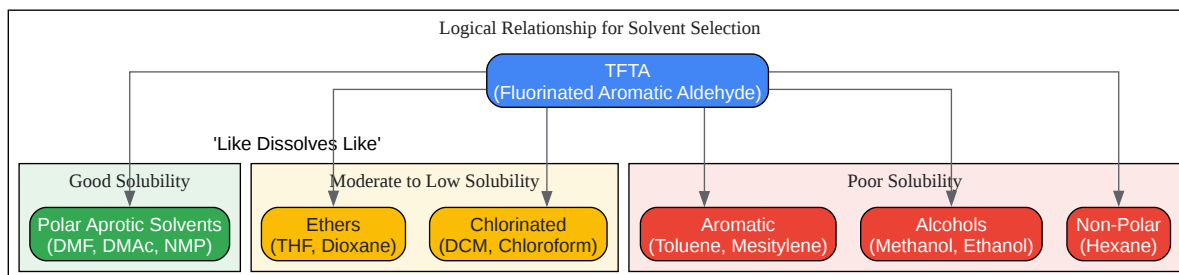 Logical Relationship for Solvent Selection
TFTA
(Fluorinated Aromatic Aldehyde)
'Like Dissolves Like'
Good Solubility
Moderate to Low Solubility
Poor Solubility
Polar Aprotic Solvents
(DMF, DMAc, NMP)
Ethers
(THF, Dioxane)
Chlorinated
(DCM, Chloroform)
Aromatic
(Toluene, Mesitylene)
Alcohols
(Methanol, Ethanol)
Non-Polar
(Hexane)